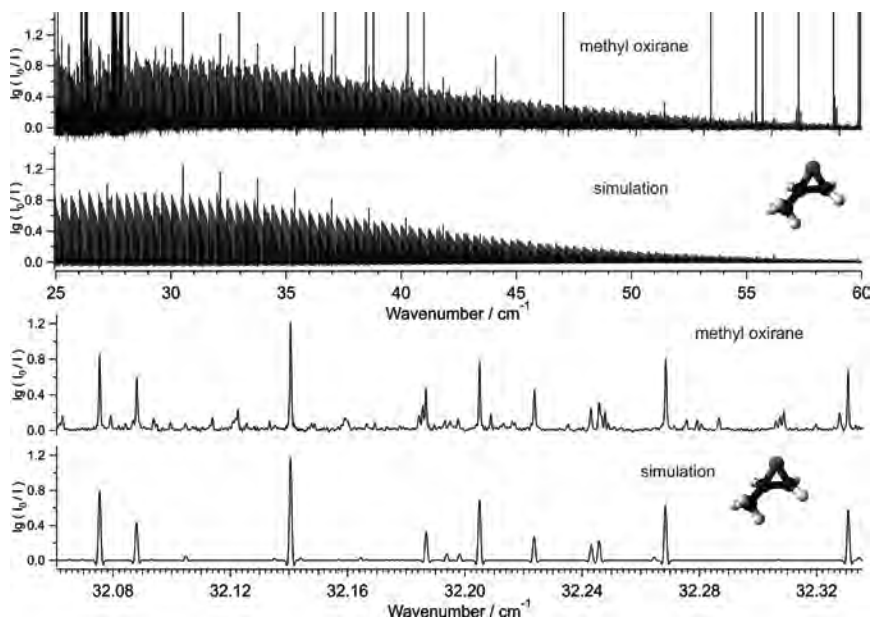 lg ( I₀ / I )
1.2
0.8
0.4
0.0
methyl oxirane
lg ( I₀ / I )
1.2
0.8
0.4
0.0
simulation
25 30 35 40 45 50 55 60
Wavenumber / cm⁻¹
lg ( I₀ / I )
1.2
0.8
0.4
0.0
methyl oxirane
lg ( I₀ / I )
1.2
0.8
0.4
0.0
simulation
32.08 32.12 32.16 32.20 32.24 32.28 32.32
Wavenumber / cm⁻¹